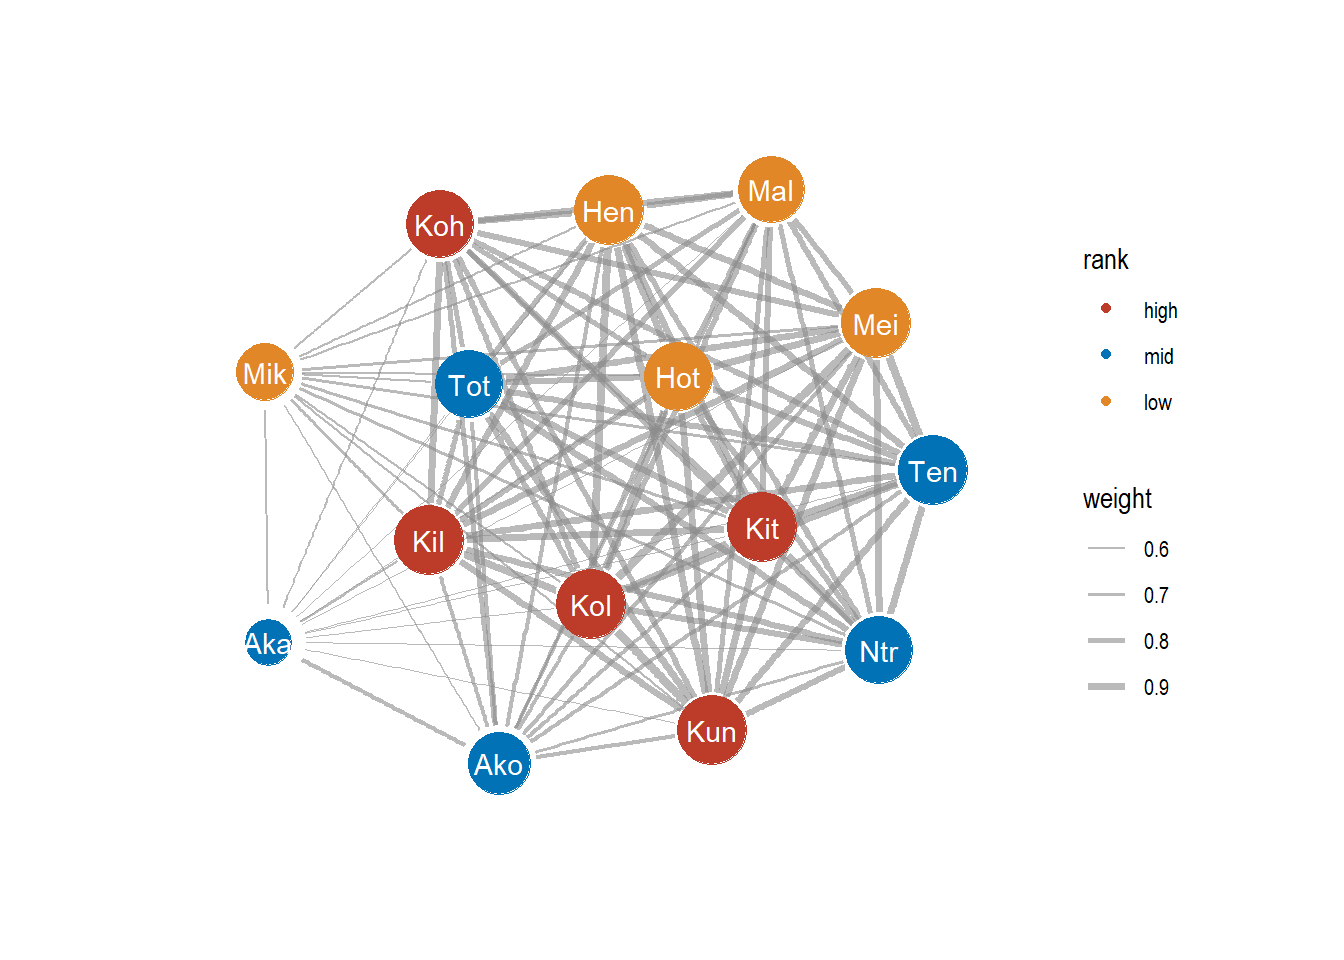 Mal
Hen
Koh
Mei
Mik
Hot
Tot
Ten
Kit
Kil
Kol
Aka
Ntr
Kun
Ako
rank
high
mid
low
weight
0.6
0.7
0.8
0.9